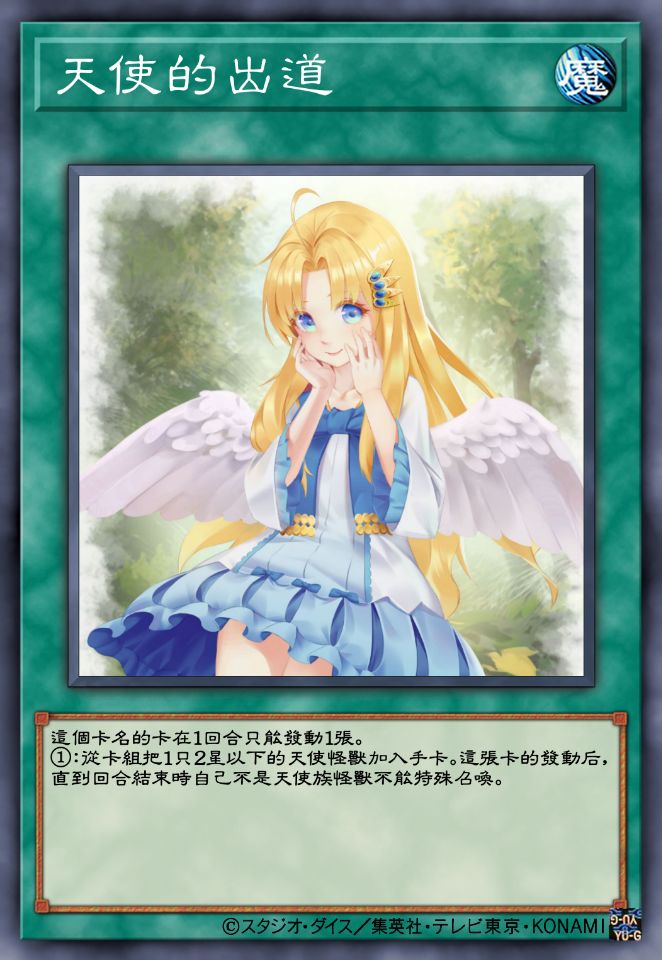 天使的出道
魔
這個卡名的卡在1回合只能發動1張。
①:從卡組把1只2星以下的天使怪獸加入手卡。這張卡的發動后,
直到回合結束時自己不是天使族怪獸不能特殊召喚。
©スタジオ・ダイス/集英社・テレビ東京・KONAMI